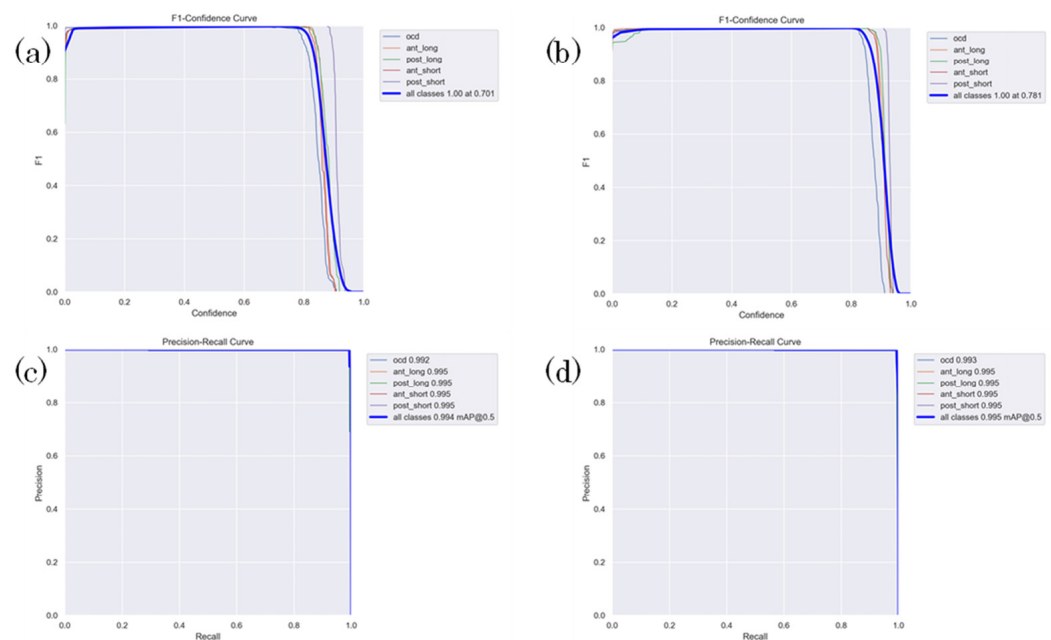 (a)
F1-Confidence Curve
1.0
0.8
0.6
0.4
0.2
0.0
F1
0.0 0.2 0.4 0.6 0.8 1.0
Confidence
ocd
ant_long
post_long
ant_short
post_short
all classes 1.00 at 0.701
(b)
F1-Confidence Curve
1.0
0.8
0.6
0.4
0.2
0.0
F1
0.0 0.2 0.4 0.6 0.8 1.0
Confidence
ocd
ant_long
post_long
ant_short
post_short
all classes 1.00 at 0.781
(c)
Precision-Recall Curve
1.0
0.8
0.6
0.4
0.2
0.0
Precision
0.0 0.2 0.4 0.6 0.8 1.0
Recall
ocd 0.992
ant_long 0.995
post_long 0.995
ant_short 0.995
post_short 0.995
all classes 0.994 mAP@0.5
(d)
Precision-Recall Curve
1.0
0.8
0.6
0.4
0.2
0.0
Precision
0.0 0.2 0.4 0.6 0.8 1.0
Recall
ocd 0.993
ant_long 0.995
post_long 0.995
ant_short 0.995
post_short 0.995
all classes 0.995 mAP@0.5